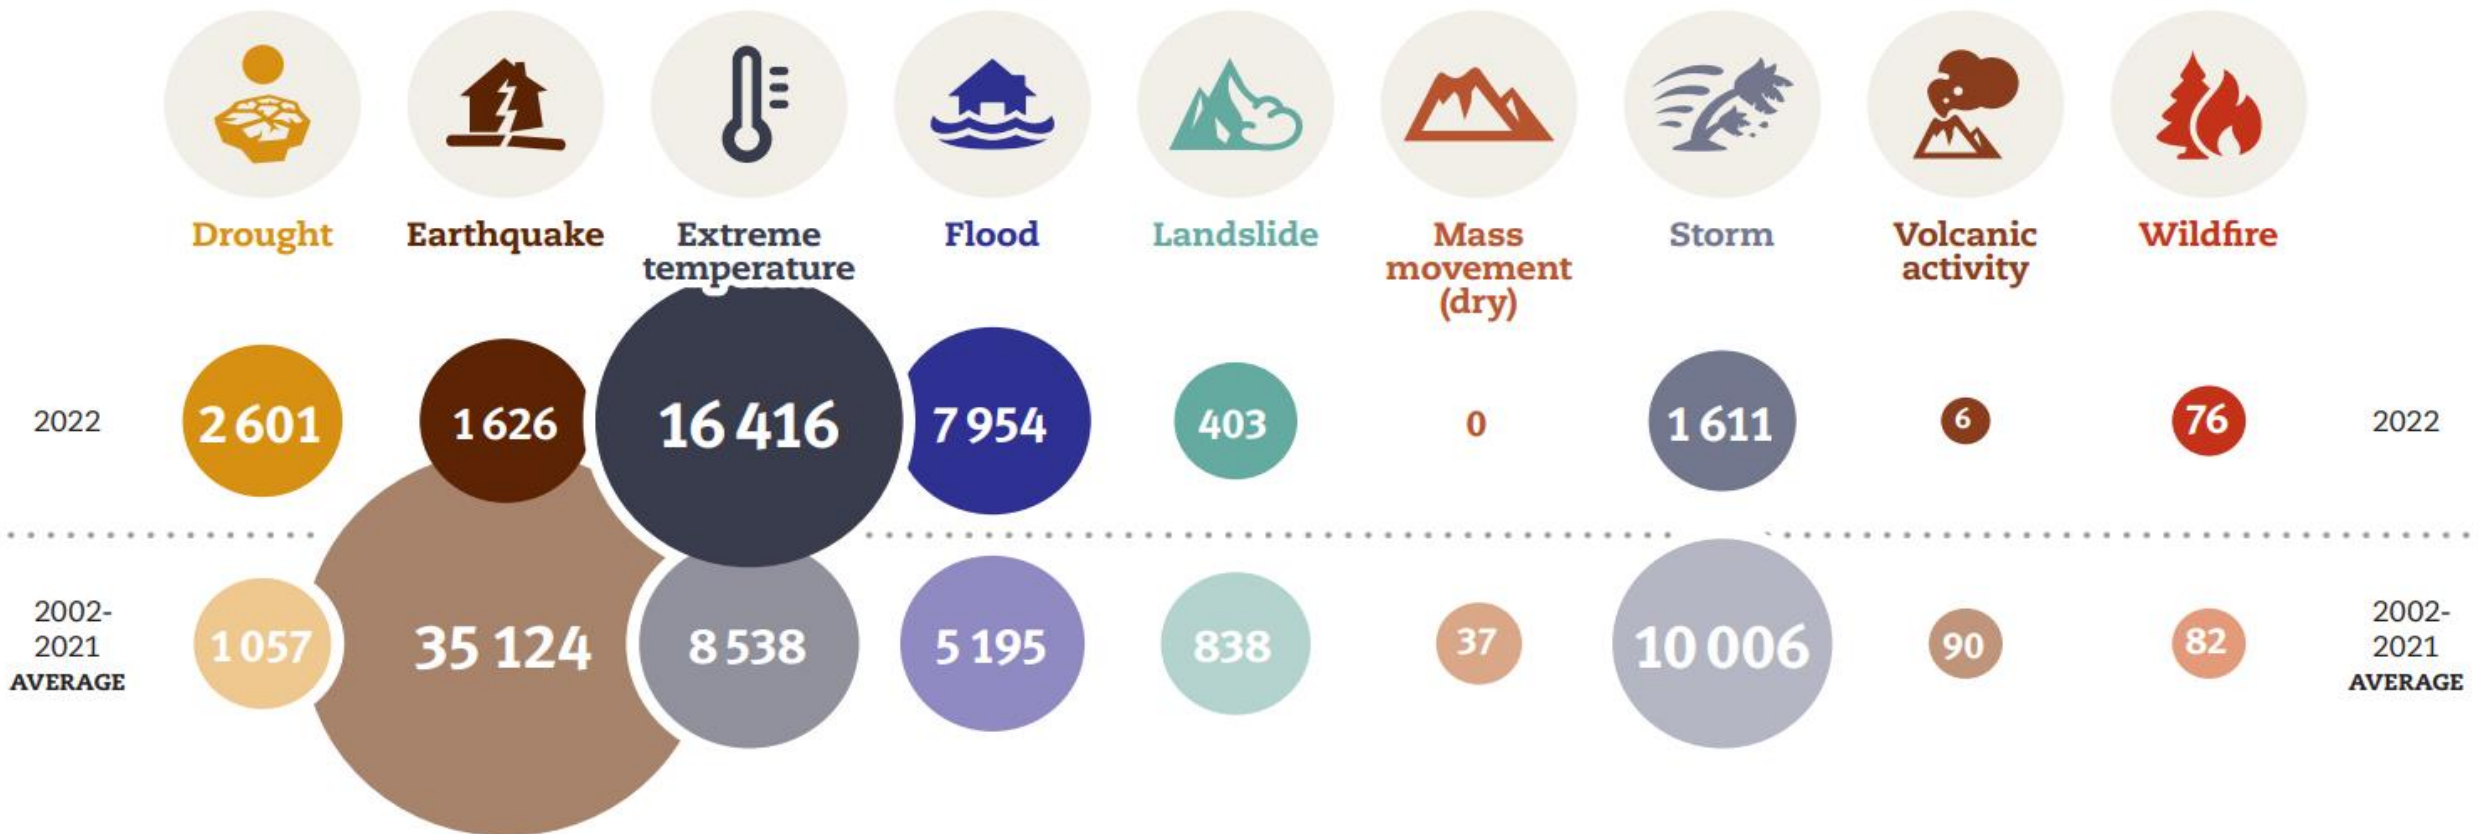 Drought
Earthquake
Extreme
temperature
Flood
Landslide
Mass
movement
(dry)
Storm
Volcanic
activity
Wildfire
2022
2 601
1 626
16 416
7 954
403
0
1 611
6
76
2022
2002-
2021
AVERAGE
1 057
35 124
8 538
5 195
838
37
10 006
90
82
2002-
2021
AVERAGE